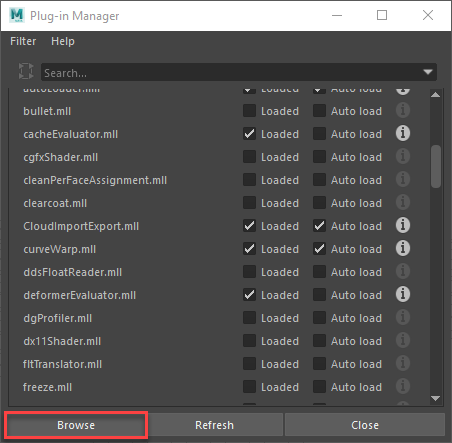 Plug-in Manager
Filter Help
Search...
autoLoader.mll Loaded Auto load
bullet.mll Loaded Auto load
cacheEvaluator.mll Loaded Auto load
cgfxShader.mll Loaded Auto load
cleanPerFaceAssignment.mll Loaded Auto load
clearcoat.mll Loaded Auto load
CloudImportExport.mll Loaded Auto load
curveWarp.mll Loaded Auto load
ddsFloatReader.mll Loaded Auto load
deformerEvaluator.mll Loaded Auto load
dgProfiler.mll Loaded Auto load
dx11Shader.mll Loaded Auto load
fltTranslator.mll Loaded Auto load
freeze.mll Loaded Auto load
Browse Refresh Close